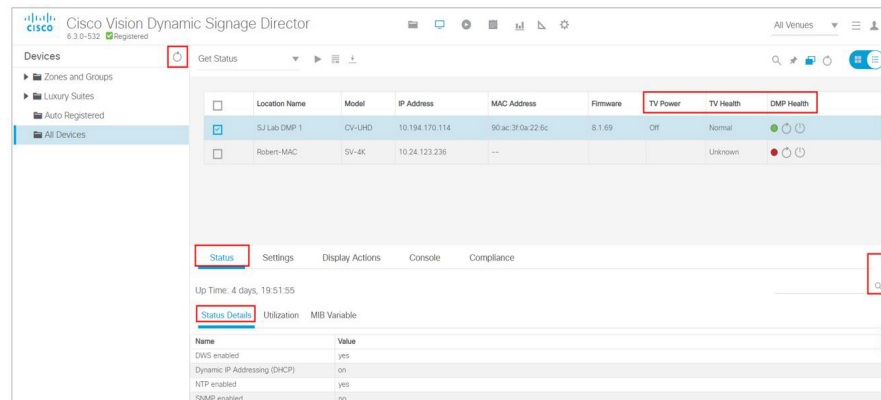 CISCO Cisco Vision Dynamic Signage Director
6.3.0-532 Registered
All Venues
Devices
Get Status
Zones and Groups
Luxury Suites
Auto Registered
All Devices
Location Name Model IP Address MAC Address Firmware TV Power TV Health DMP Health
SJ Lab DMP 1 CV-UHD 10.194.170.114 90:ac:3f:0a:22:6c 8.1.69 Off Normal
Robert-MAC SV-4K 10.24.123.236 -- Unknown
Status Settings Display Actions Console Compliance
Up Time: 4 days, 19:51:55
Status Details Utilization MIB Variable
Name Value
DWS enabled yes
Dynamic IP Addressing (DHCP) on
NTP enabled yes
SNMP enabled no